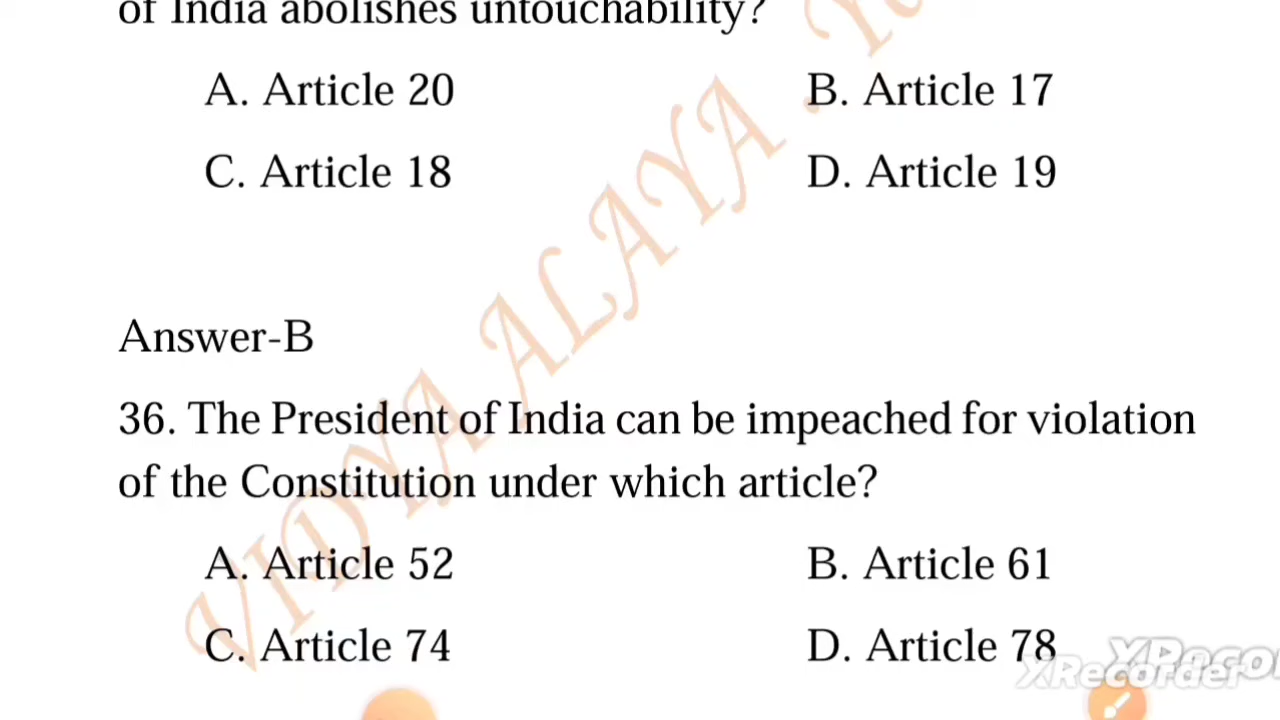 of India abolishes untouchability?
A. Article 20 B. Article 17
C. Article 18 D. Article 19
Answer-B
36. The President of India can be impeached for violation
of the Constitution under which article?
A. Article 52 B. Article 61
C. Article 74 D. Article 78
VIDYA ALAYA
XRecorder